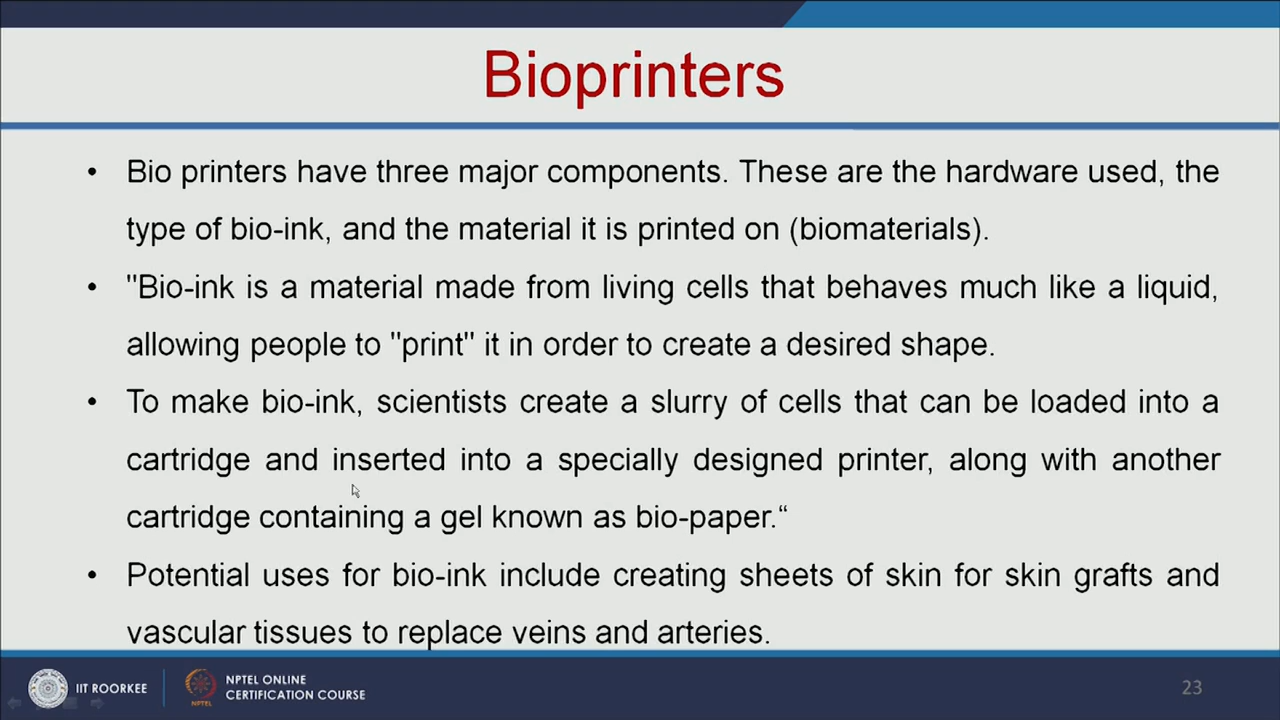 Bioprinters
• Bio printers have three major components. These are the hardware used, the
type of bio-ink, and the material it is printed on (biomaterials).
• "Bio-ink is a material made from living cells that behaves much like a liquid,
allowing people to "print" it in order to create a desired shape.
• To make bio-ink, scientists create a slurry of cells that can be loaded into a
cartridge and inserted into a specially designed printer, along with another
cartridge containing a gel known as bio-paper.“
• Potential uses for bio-ink include creating sheets of skin for skin grafts and
vascular tissues to replace veins and arteries.
IIT ROORKEE
NPTEL
NPTEL ONLINE
CERTIFICATION COURSE
23